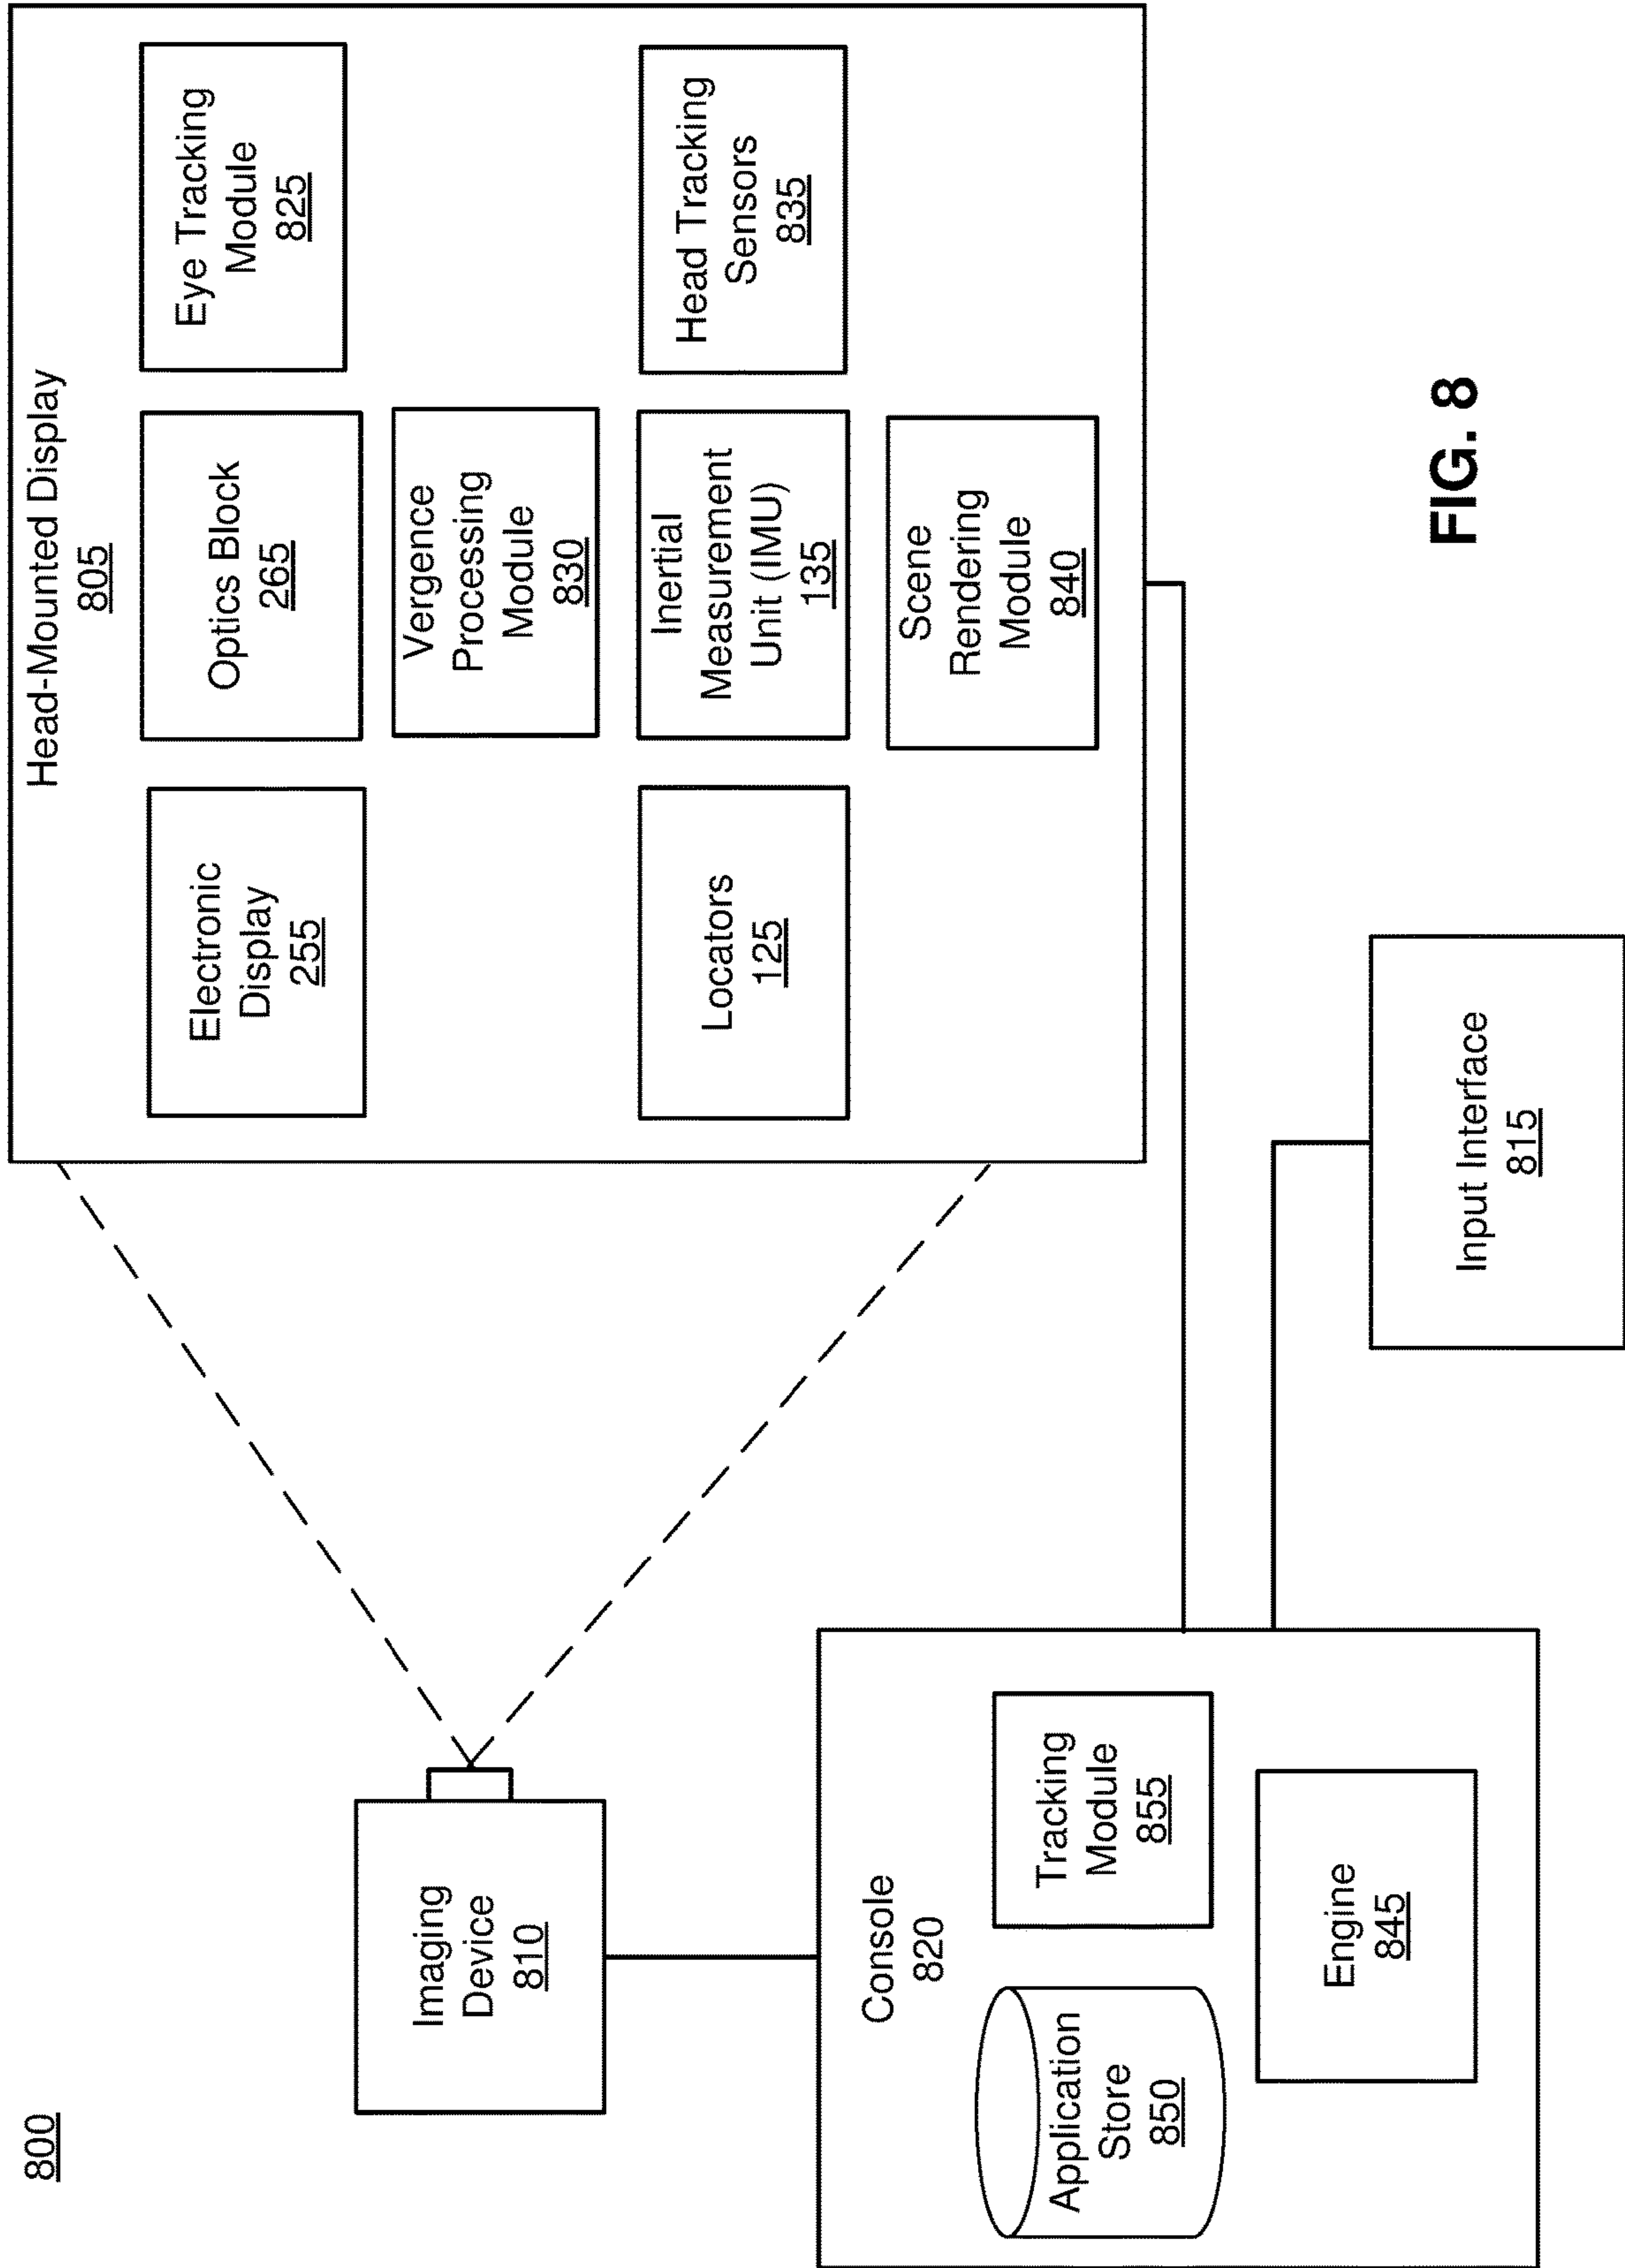 800
Imaging
Device
810
Console
820
Application
Store
850
Tracking
Module
855
Engine
845
Head-Mounted Display
805
Electronic
Display
255
Optics Block
265
Eye Tracking
Module
825
Vergence
Processing
Module
830
Locators
125
Inertial
Measurement
Unit (IMU)
135
Head Tracking
Sensors
835
Scene
Rendering
Module
840
Input Interface
815
FIG. 8